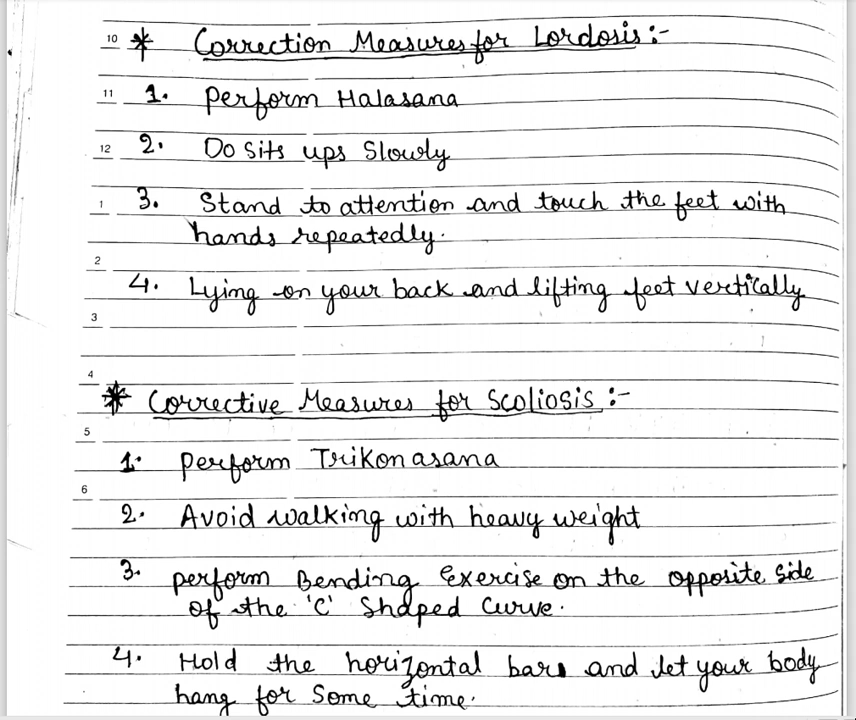 10 * Correction Measures for Lordosis :-
11 1. Perform Halasana
12 2. Do Sits ups Slowly
1 3. Stand to attention and touch the feet with
hands repeatedly.
2
4. Lying on your back and lifting feet vertically
3
4
* Corrective Measures for Scoliosis :-
5
1. perform Trikonasana
6
2. Avoid walking with heavy weight
3. perform Bending Exercise on the opposite side
of the 'C' Shaped Curve.
4. Hold the horizontal bars and let your body
hang for Some time.